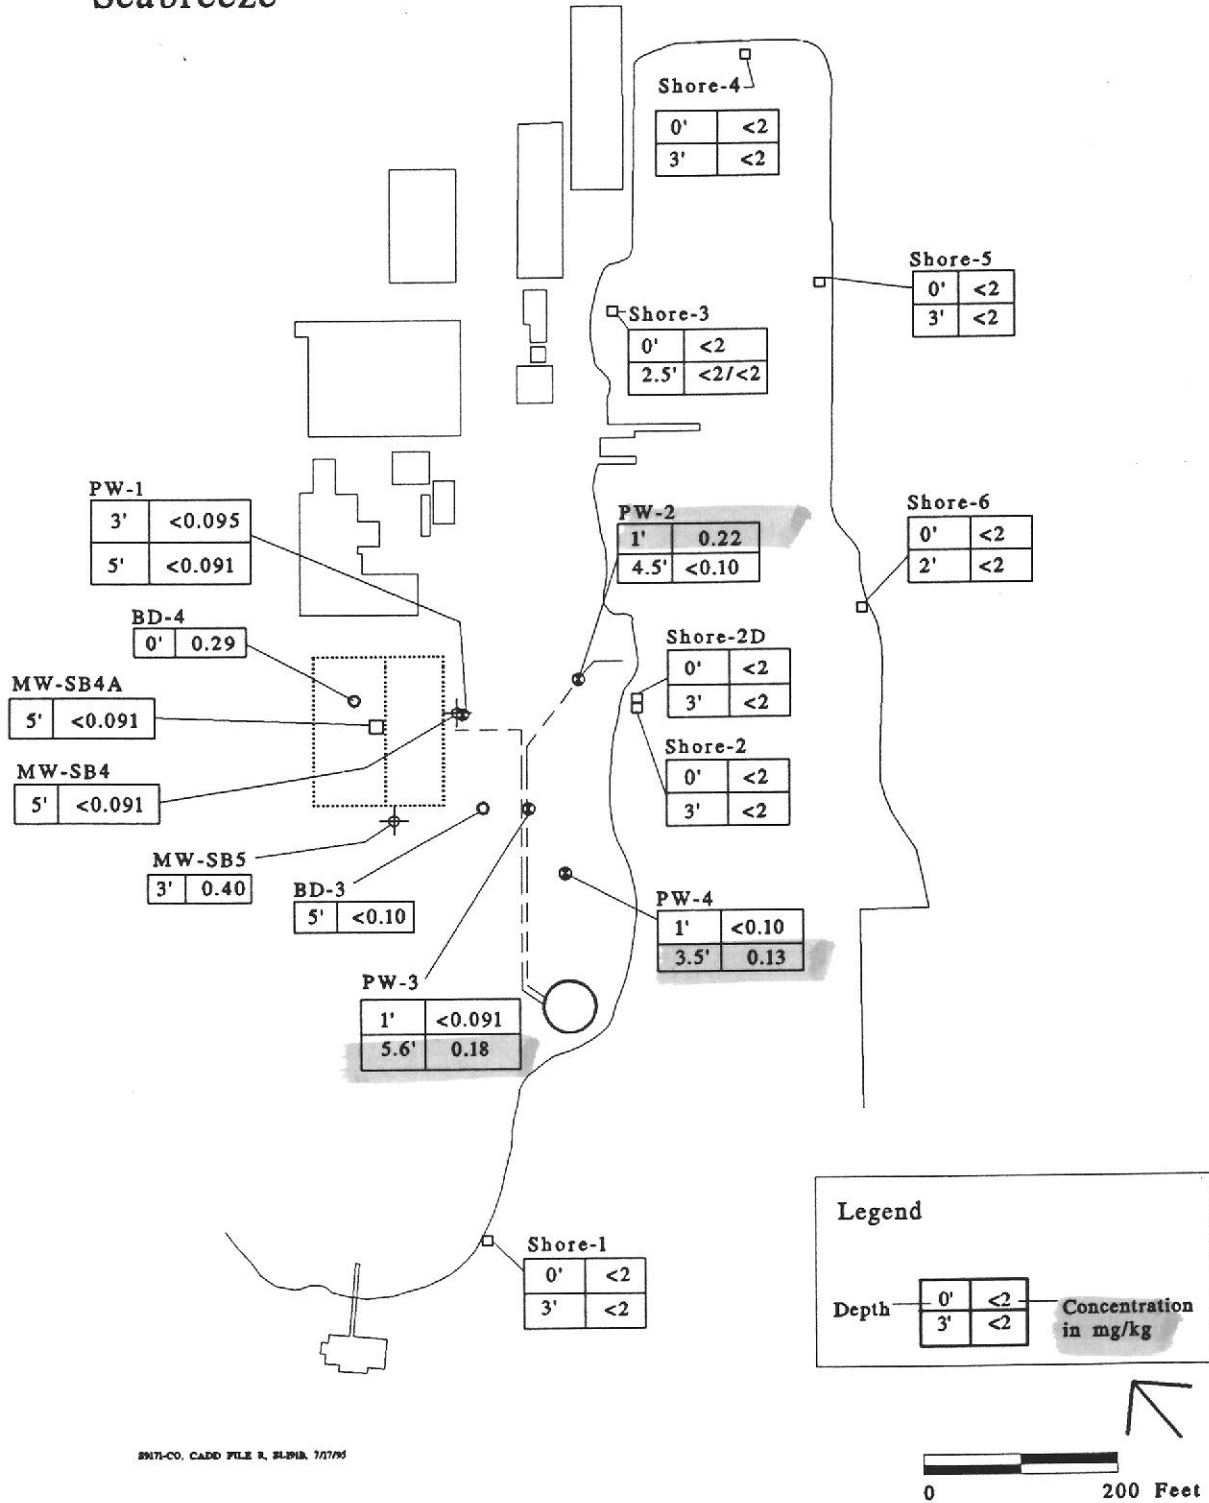 Seabreeze
Shore-4
0' <2
3' <2
Shore-5
0' <2
3' <2
Shore-3
0' <2
2.5' <2/<2
PW-1
3' <0.095
5' <0.091
PW-2
1' 0.22
4.5' <0.10
Shore-6
0' <2
2' <2
BD-4
0' 0.29
Shore-2D
0' <2
3' <2
MW-SB4A
5' <0.091
Shore-2
0' <2
3' <2
MW-SB4
5' <0.091
MW-SB5
3' 0.40
BD-3
5' <0.10
PW-4
1' <0.10
3.5' 0.13
PW-3
1' <0.091
5.6' 0.18
Shore-1
0' <2
3' <2
Legend
Depth
0' <2
3' <2
Concentration
in mg/kg
CADD FILE 7/17/95
0 200 Feet